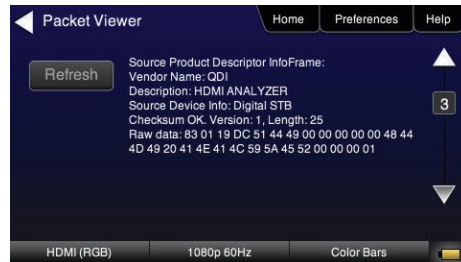 Packet Viewer
Home
Preferences
Help
Refresh
Source Product Descriptor InfoFrame:
Vendor Name: QDI
Description: HDMI ANALYZER
Source Device Info: Digital STB
Checksum OK. Version: 1, Length: 25
Raw data: 83 01 19 DC 51 44 49 00 00 00 00 00 48 44
4D 49 20 41 4E 41 4C 59 5A 45 52 00 00 00 01
3
HDMI (RGB)
1080p 60Hz
Color Bars